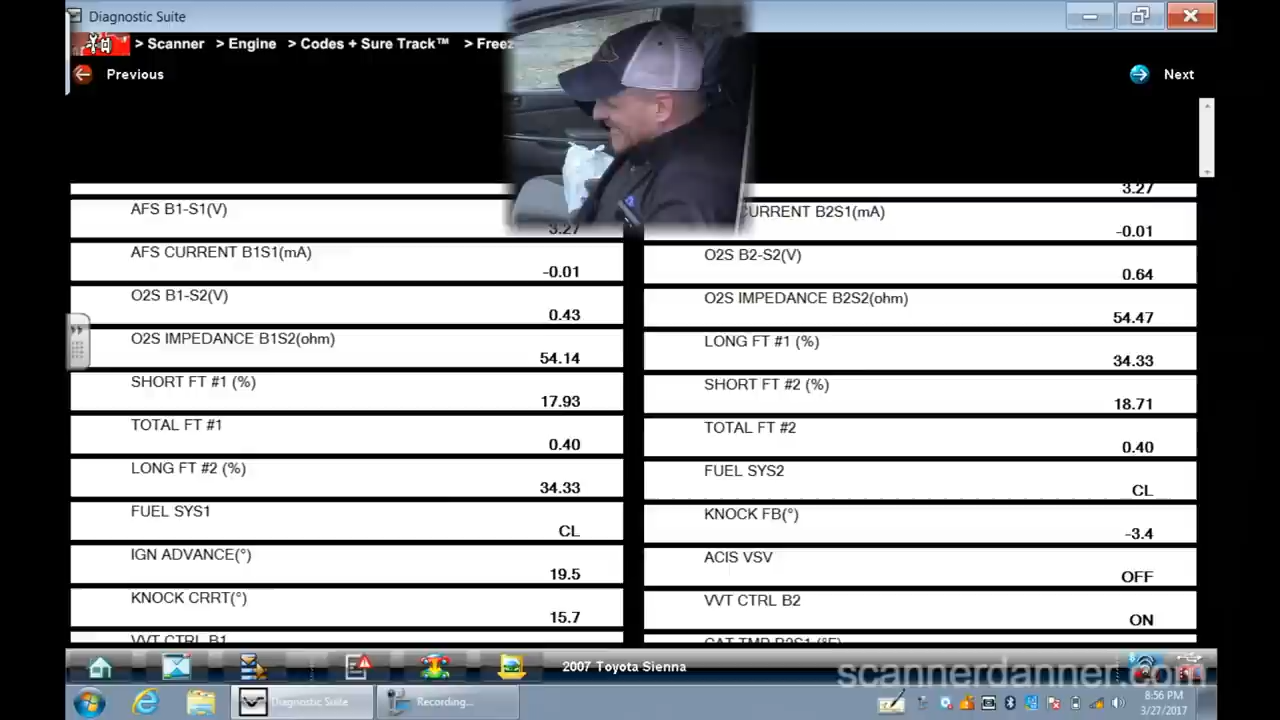 Diagnostic Suite
> Scanner > Engine > Codes + Sure Track™ > Freez
Previous
Next
3.27
AFS B1-S1(V)
3.27
CURRENT B2S1(mA)
-0.01
AFS CURRENT B1S1(mA)
-0.01
O2S B2-S2(V)
0.64
O2S B1-S2(V)
0.43
O2S IMPEDANCE B2S2(ohm)
54.47
O2S IMPEDANCE B1S2(ohm)
54.14
LONG FT #1 (%)
34.33
SHORT FT #1 (%)
17.93
SHORT FT #2 (%)
18.71
TOTAL FT #1
0.40
TOTAL FT #2
0.40
LONG FT #2 (%)
34.33
FUEL SYS2
CL
FUEL SYS1
CL
KNOCK FB(°)
-3.4
IGN ADVANCE(°)
19.5
ACIS VSV
OFF
KNOCK CRRT(°)
15.7
VVT CTRL B2
ON
VVT CTRL B1
CAT TMP B2S1 (°F)
2007 Toyota Sienna
scannerdanner.com
Diagnostic Suite
Recording...
8:56 PM
3/27/2017